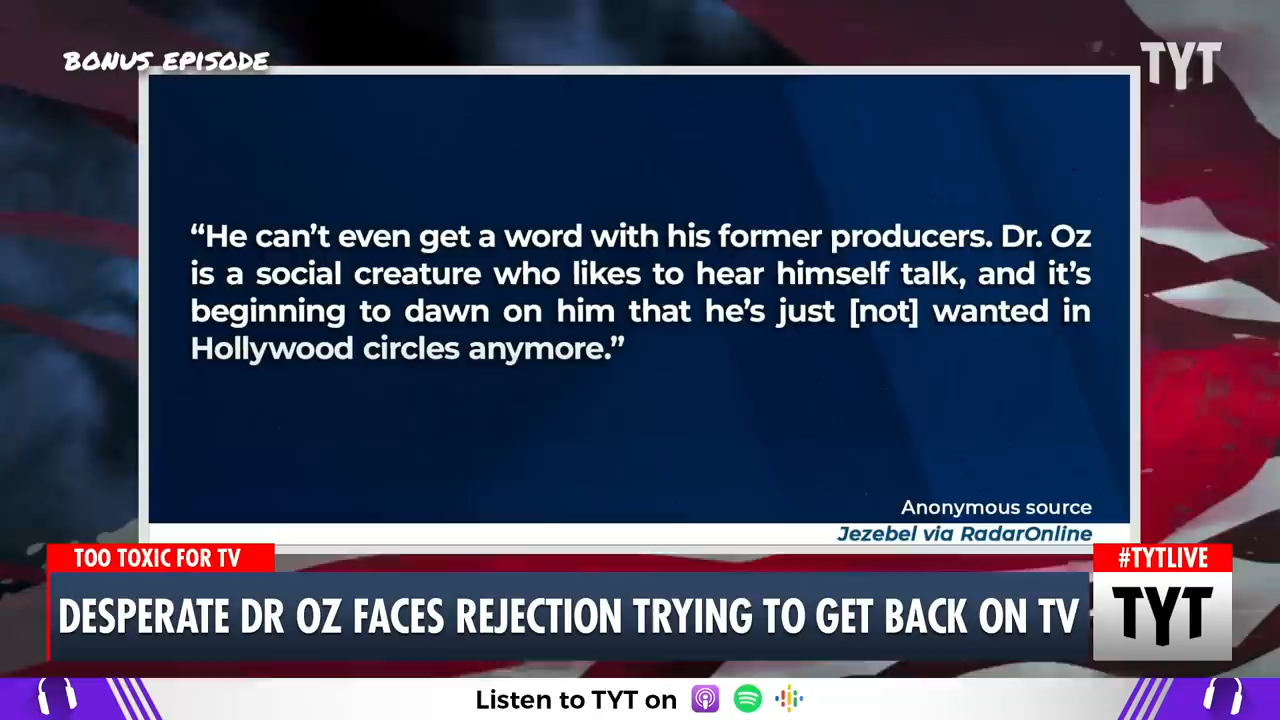 BONUS EPISODE
TYT
“He can’t even get a word with his former producers. Dr. Oz
is a social creature who likes to hear himself talk, and it’s
beginning to dawn on him that he’s just [not] wanted in
Hollywood circles anymore.”
Anonymous source
Jezebel via RadarOnline
TOO TOXIC FOR TV
#TYTLIVE
DESPERATE DR OZ FACES REJECTION TRYING TO GET BACK ON TV
TYT
Listen to TYT on